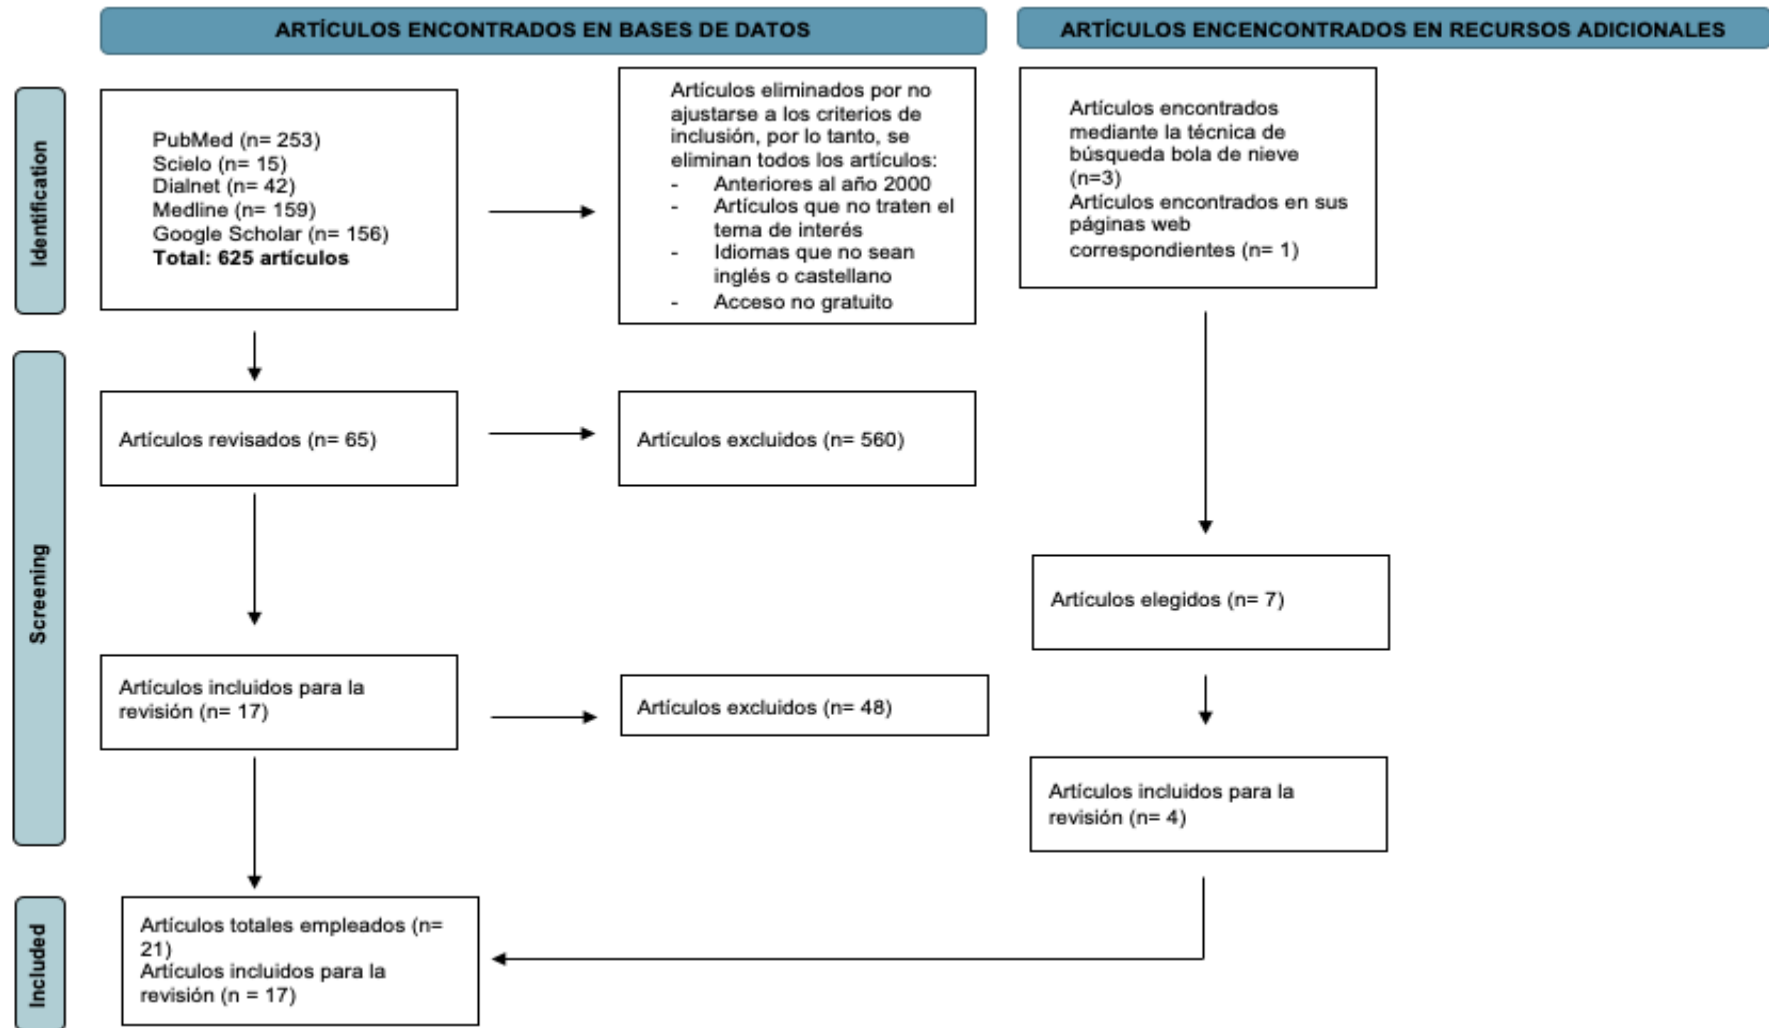 ARTÍCULOS ENCONTRADOS EN BASES DE DATOS
ARTÍCULOS ENCENCONTRADOS EN RECURSOS ADICIONALES
Identification
PubMed (n= 253)
Scielo (n= 15)
Dialnet (n= 42)
Medline (n= 159)
Google Scholar (n= 156)
Total: 625 artículos
Artículos eliminados por no
ajustarse a los criterios de
inclusión, por lo tanto, se
eliminan todos los artículos:
- Anteriores al año 2000
- Artículos que no traten el
tema de interés
- Idiomas que no sean
inglés o castellano
- Acceso no gratuito
Artículos encontrados
mediante la técnica de
búsqueda bola de nieve
(n=3)
Artículos encontrados en sus
páginas web
correspondientes (n= 1)
Screening
Artículos revisados (n= 65)
Artículos excluidos (n= 560)
Artículos elegidos (n= 7)
Artículos incluidos para la
revisión (n= 17)
Artículos excluidos (n= 48)
Artículos incluidos para la
revisión (n= 4)
Included
Artículos totales empleados (n=
21)
Artículos incluidos para la
revisión (n = 17)